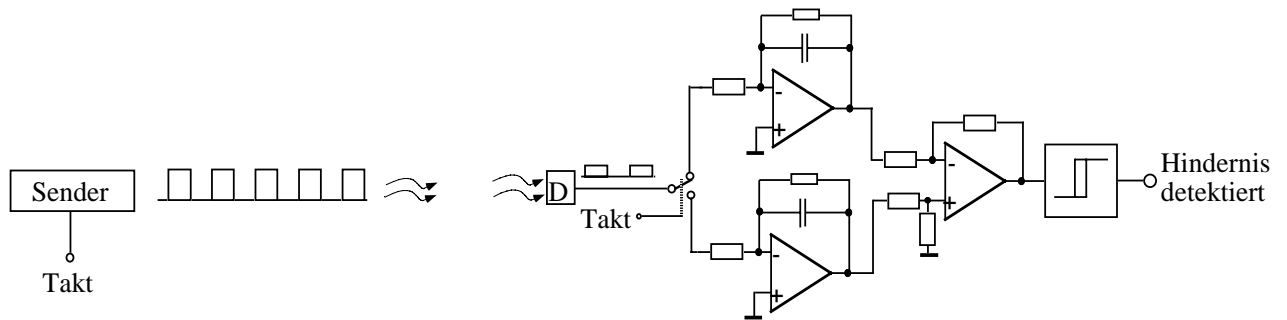 Sender
Takt
D
Takt
-
+
-
+
-
+
Hindernis
detektiert